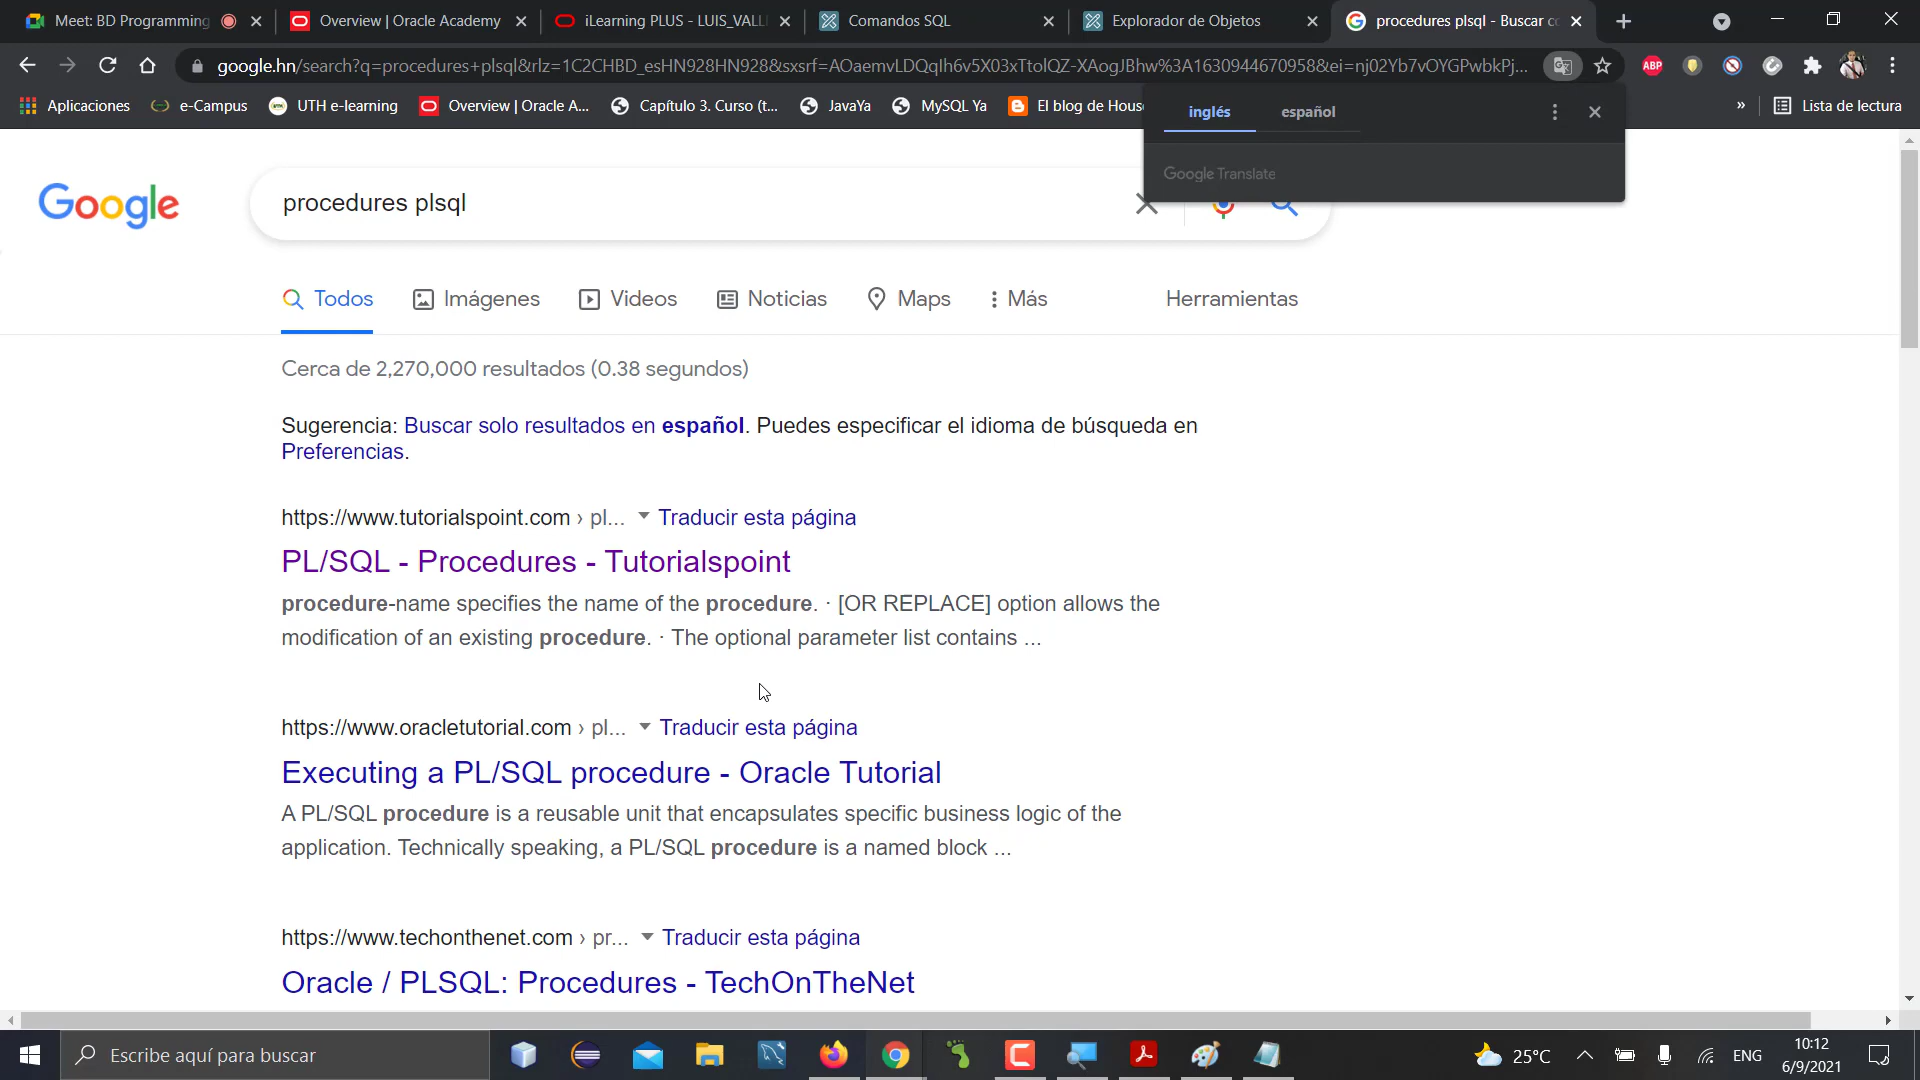 Meet: BD Programming
Overview | Oracle Academy
iLearning PLUS - LUIS_VALL
Comandos SQL
Explorador de Objetos
procedures plsql - Buscar co
google.hn/search?q=procedures+plsql&rlz=1C2CHBD_esHN928HN928&sxsrf=AOaemvLDQqIh6v5X03xTtolQZ-XAogJBhw%3A1630944670958&ei=nj02Yb7vOYGPwbkPj...
ABP
Aplicaciones
e-Campus
UTH e-learning
Overview | Oracle A...
Capítulo 3. Curso (t...
JavaYa
MySQL Ya
El blog de House
»
Lista de lectura
inglés
español
Google Translate
Google
procedures plsql
Todos
Imágenes
Videos
Noticias
Maps
Más
Herramientas
Cerca de 2,270,000 resultados (0.38 segundos)
Sugerencia: Buscar solo resultados en español. Puedes especificar el idioma de búsqueda en
Preferencias.
https://www.tutorialspoint.com › pl... Traducir esta página
PL/SQL - Procedures - Tutorialspoint
procedure-name specifies the name of the procedure. · [OR REPLACE] option allows the
modification of an existing procedure. · The optional parameter list contains ...
https://www.oracletutorial.com › pl... Traducir esta página
Executing a PL/SQL procedure - Oracle Tutorial
A PL/SQL procedure is a reusable unit that encapsulates specific business logic of the
application. Technically speaking, a PL/SQL procedure is a named block ...
https://www.techonthenet.com › pr... Traducir esta página
Oracle / PLSQL: Procedures - TechOnTheNet
Escribe aquí para buscar
25°C
ENG
10:12
6/9/2021